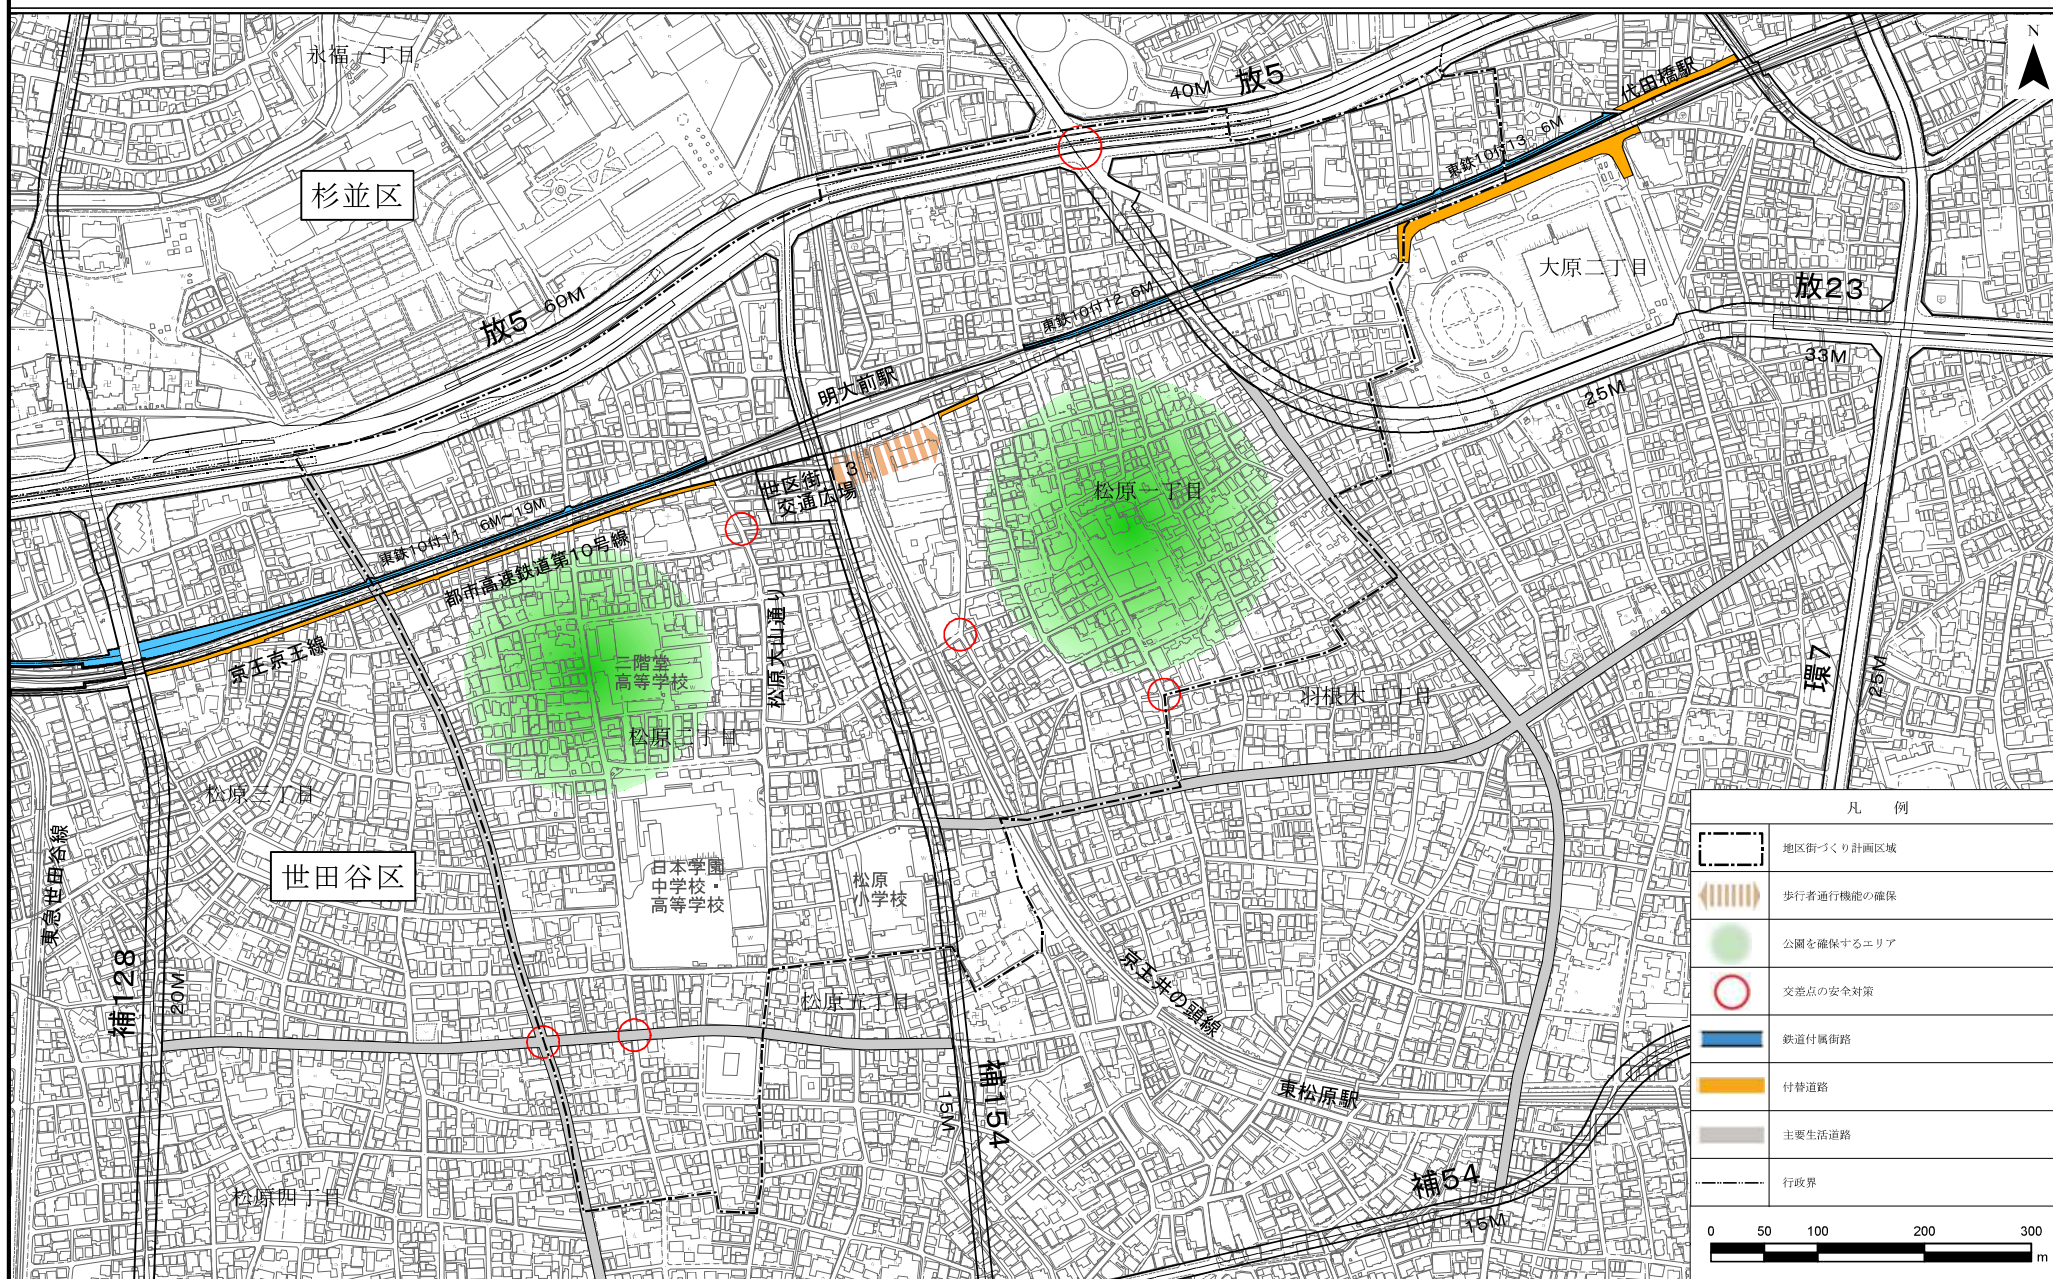 永福一丁目
40M
放5
代田橋駅
N
東鉄10付13 6M
杉並区
大原二丁目
放5
60M
東鉄10付12 6M
放23
33M
25M
明大前駅
世区街 3
交通広場
松原一丁目
東鉄10付11 6M~19M
都市高速鉄道第10号線
京王京王線
松原大山通り
二階堂
高等学校
松原二丁目
羽根木二丁目
環7
25M
松原三丁目
東急世田谷線
世田谷区
日本学園
中学校・
高等学校
松原
小学校
補128
20M
松原五丁目
京王井の頭線
補154
15M
東松原駅
松原四丁目
補54
15M
凡 例
地区街づくり計画区域
歩行者通行機能の確保
公園を確保するエリア
交差点の安全対策
鉄道付属街路
付替道路
主要生活道路
行政界
0 50 100 200 300
m